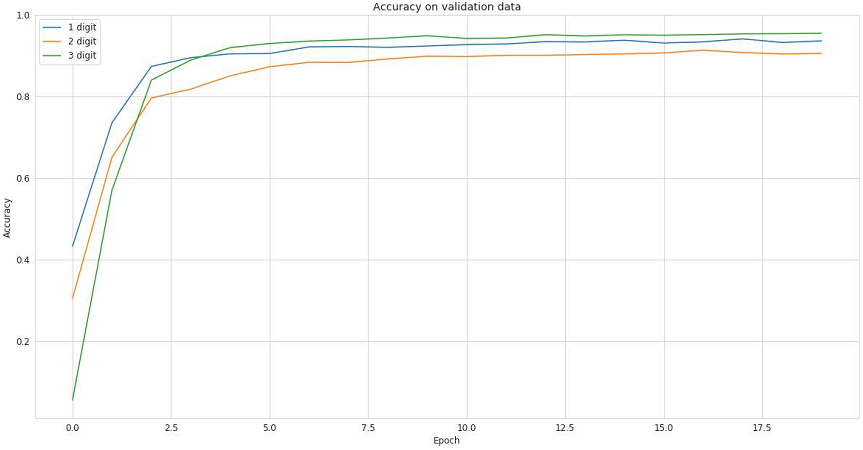 Accuracy on validation data
1 digit
2 digit
3 digit
1.0
0.8
0.6
0.4
0.2
Accuracy
0.0 2.5 5.0 7.5 10.0 12.5 15.0 17.5
Epoch